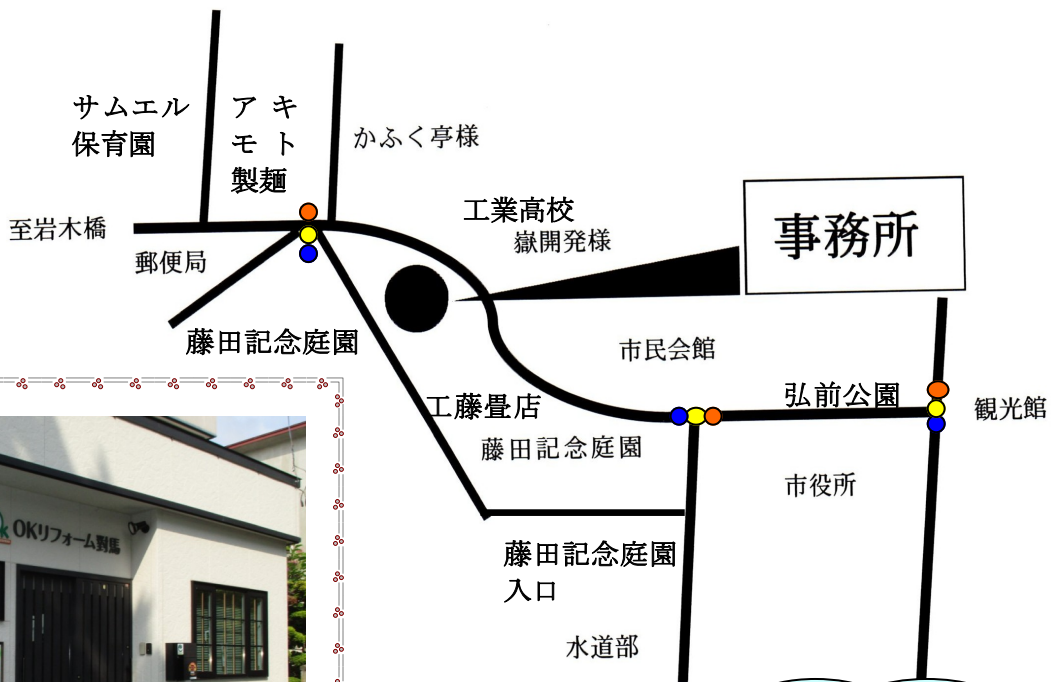 サムエル
保育園
アキ
モト
製麺
かふく亭様
工業高校
嶽開発様
事務所
至岩木橋
郵便局
藤田記念庭園
市民会館
工藤畳店
弘前公園
観光館
藤田記念庭園
市役所
藤田記念庭園
入口
水道部
OKリフォーム對馬